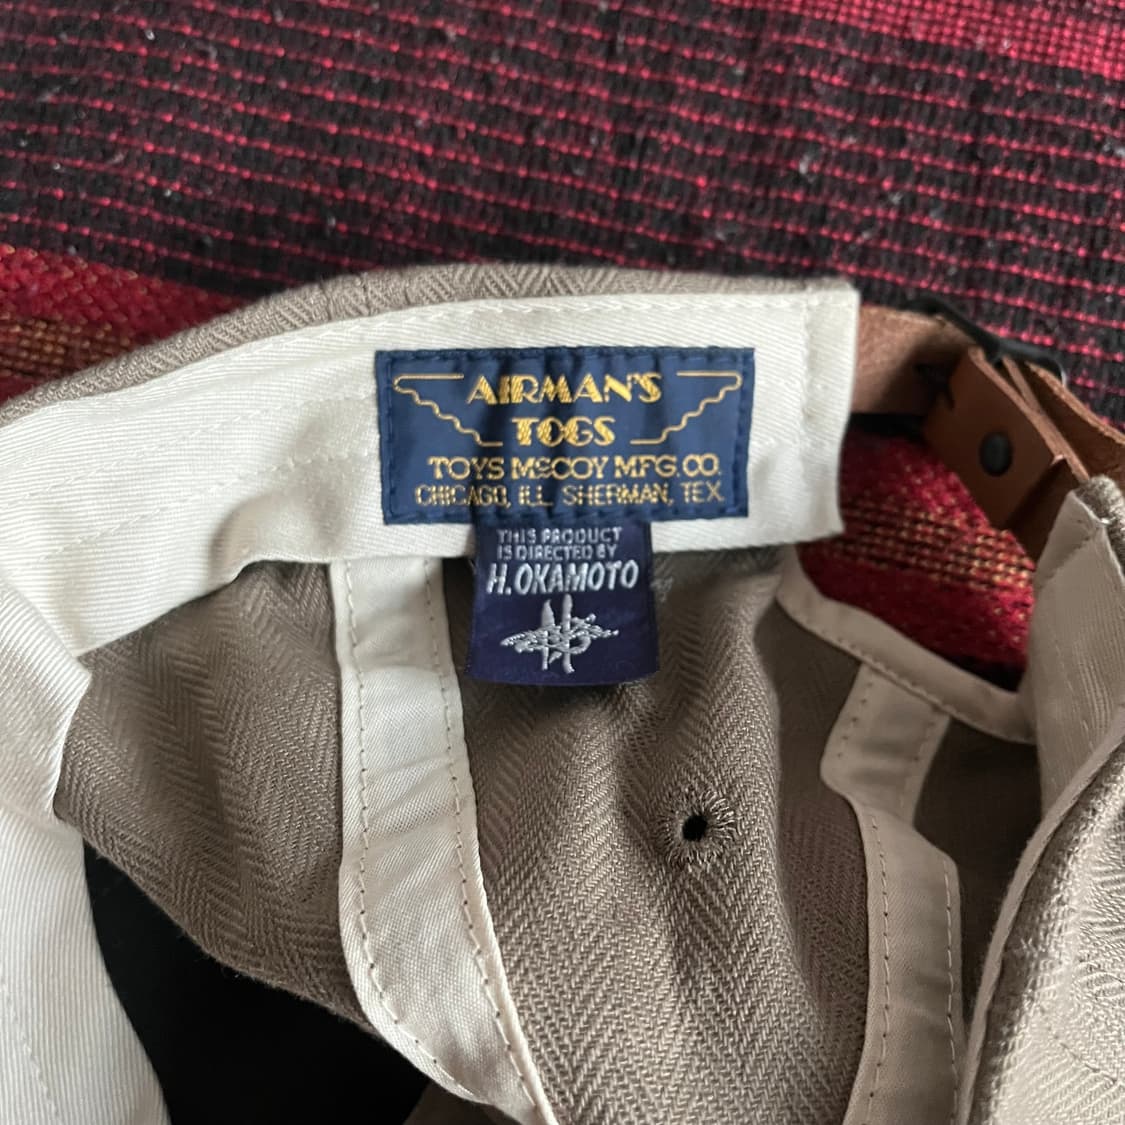 AIRMAN'S
TOGS
TOYS McCOY MFG. CO.
CHICAGO, ILL. SHERMAN, TEX.
THIS PRODUCT
IS DIRECTED BY
H. OKAMOTO